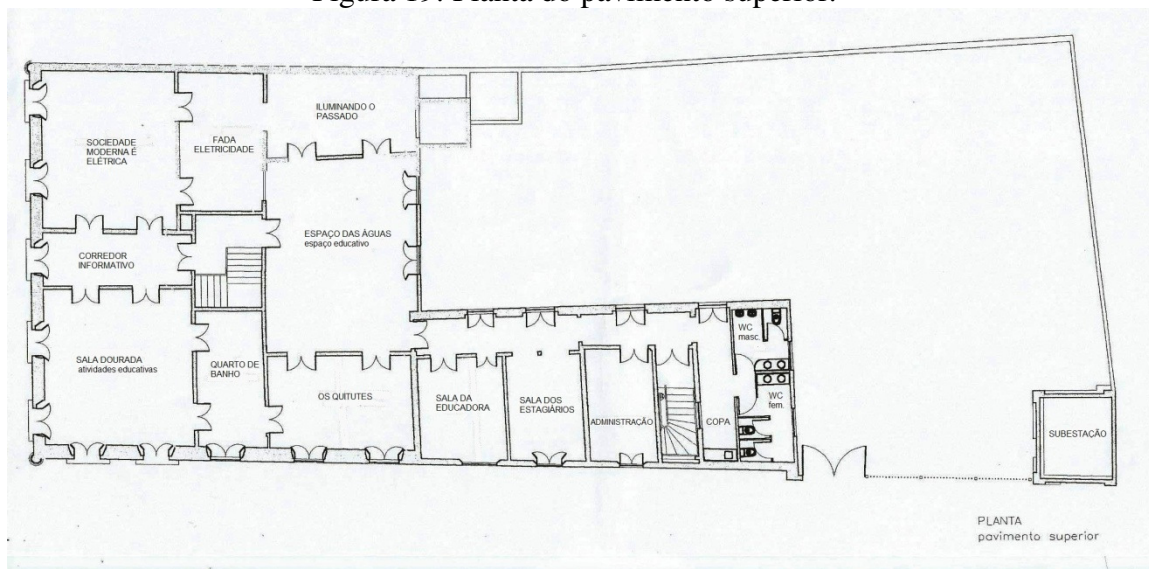 Figura 19: Planta do pavimento superior.
ILUMINANDO O
PASSADO
SOCIEDADE
MODERNA É
ELÉTRICA
FADA
ELETRICIDADE
ESPAÇO DAS ÁGUAS
espaço educativo
CORREDOR
INFORMATIVO
WC
masc.
SALA DOURADA
atividades educativas
QUARTO DE
BANHO
OS QUITUTES
SALA DA
EDUCADORA
SALA DOS
ESTAGIÁRIOS
ADMINISTRAÇÃO
COPA
WC
fem.
SUBESTAÇÃO
PLANTA
pavimento superior